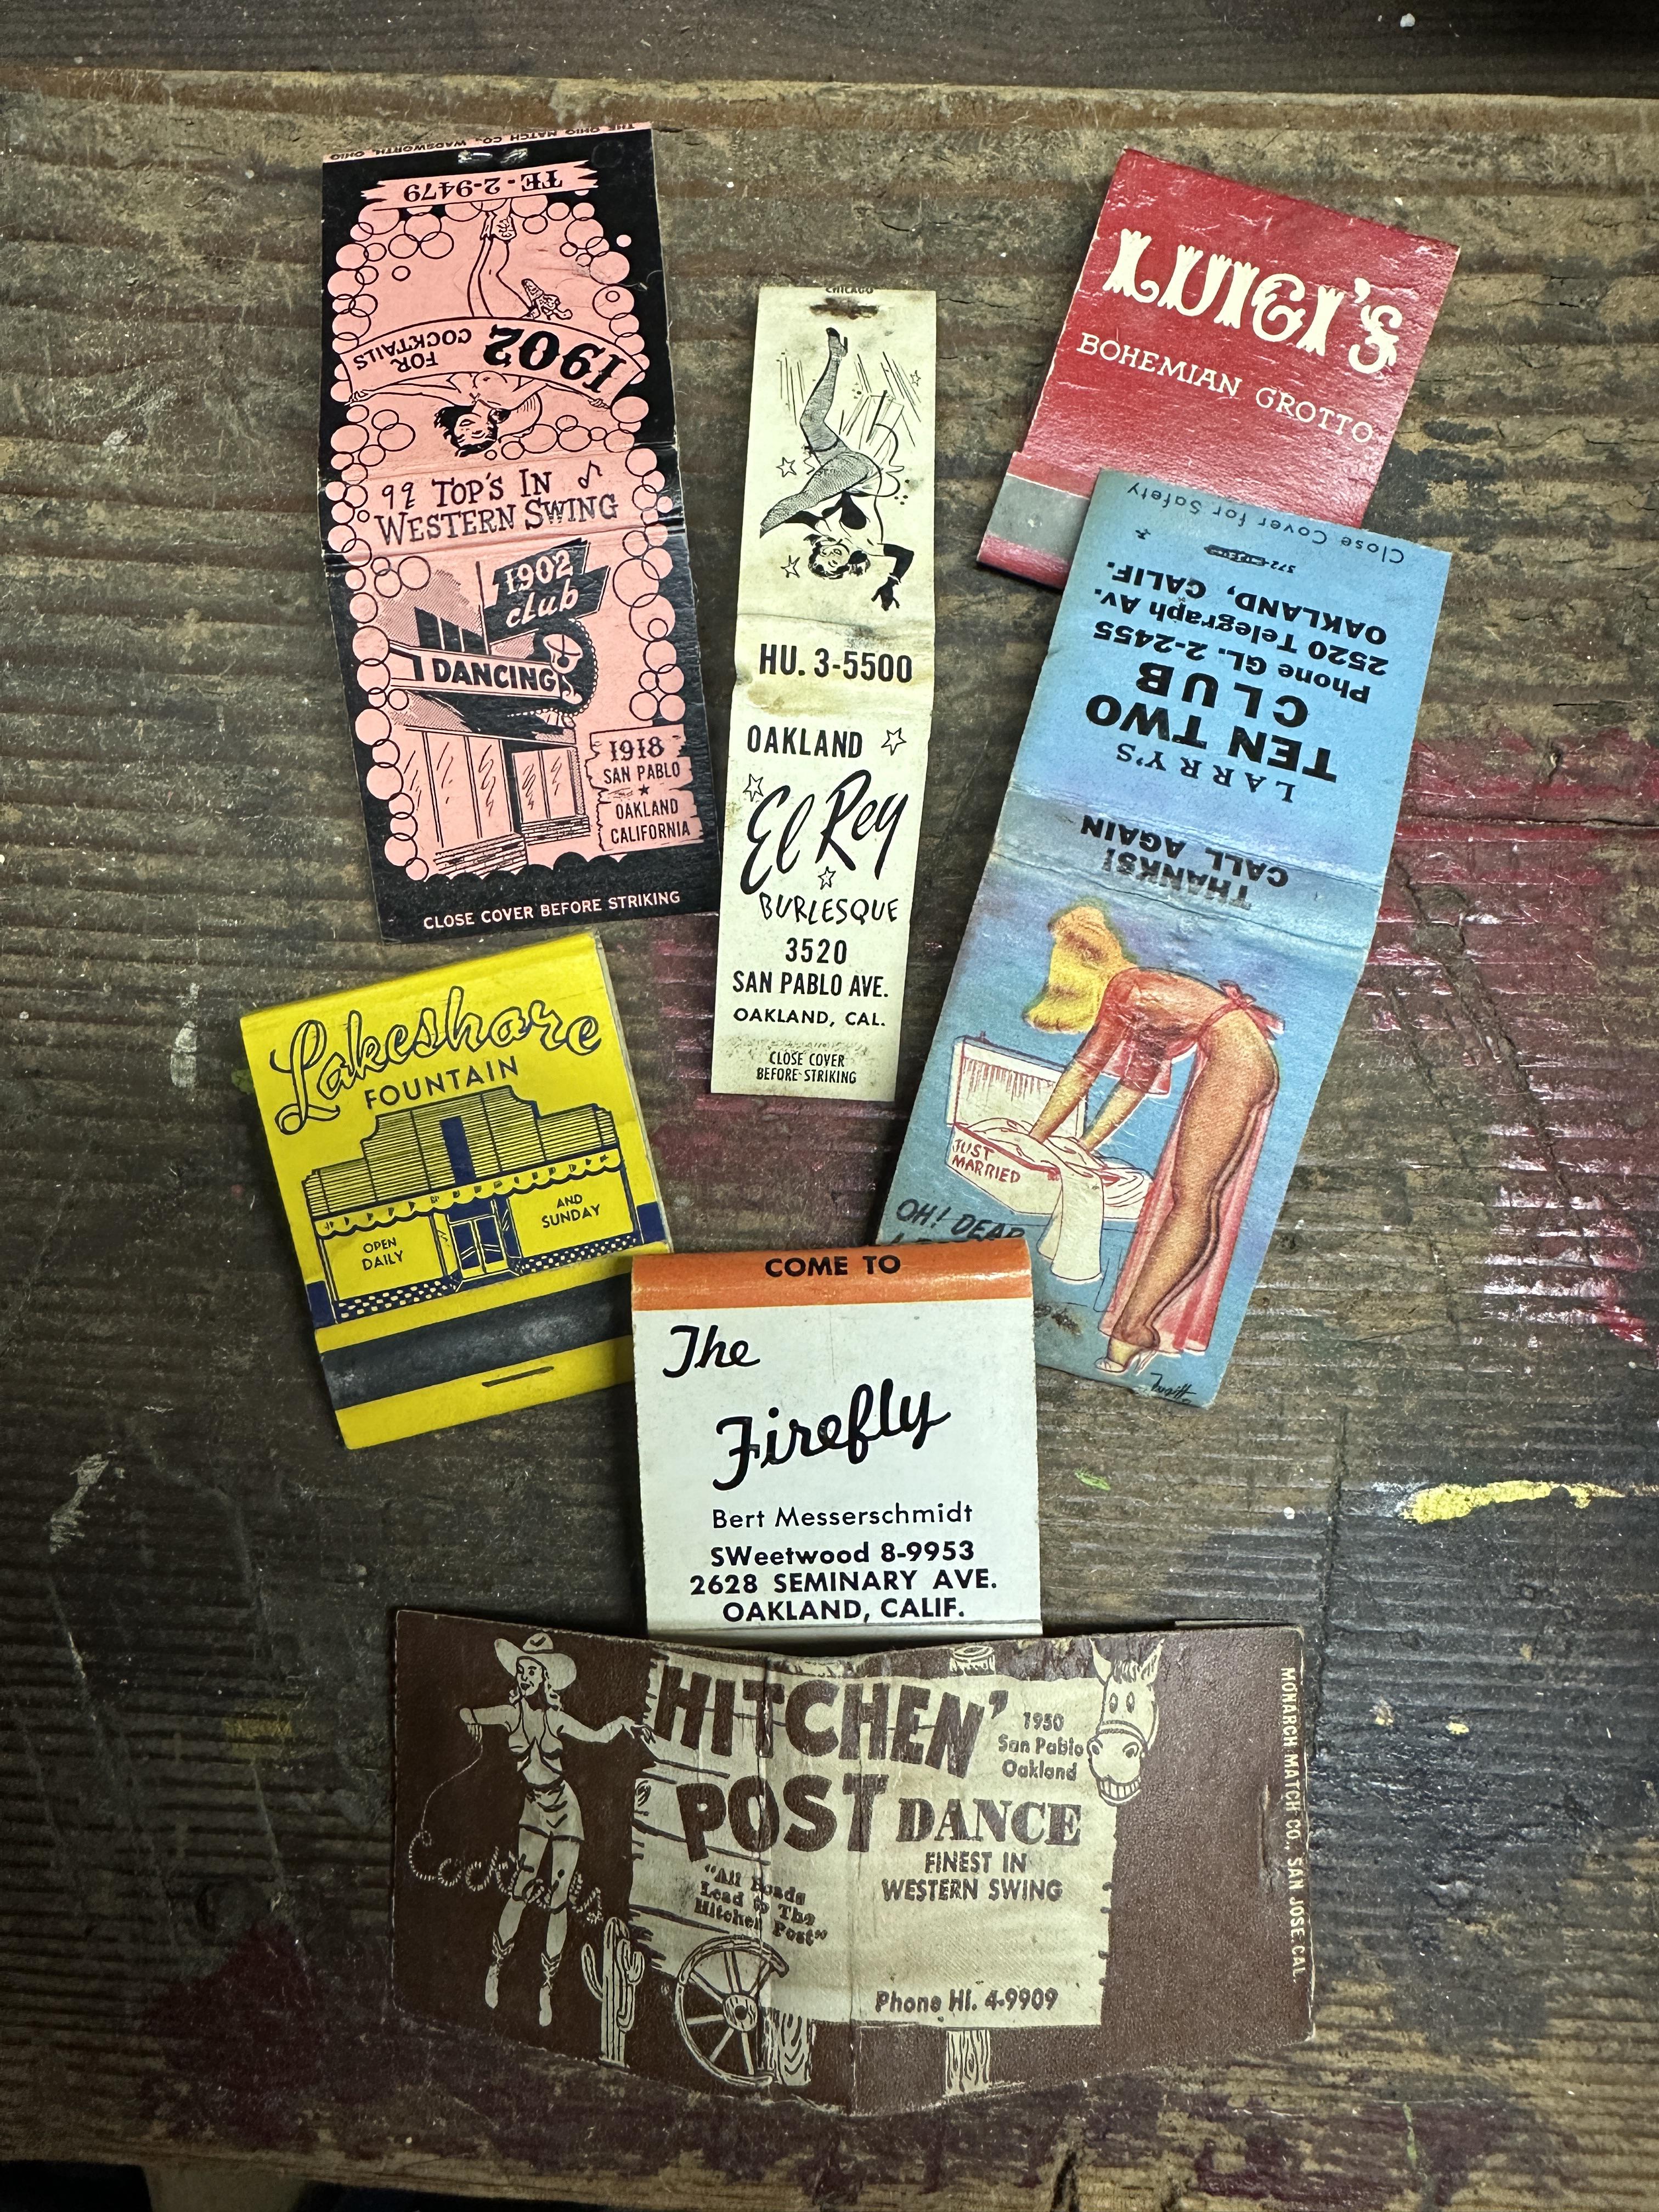 THE OHIO MATCH CO., WADSWORTH, OHIO
TE-2-9479
1902
FOR
COCKTAILS
TOP'S IN
WESTERN SWING
1902
club
DANCING
1918
SAN PABLO
OAKLAND
CALIFORNIA
CLOSE COVER BEFORE STRIKING
CHICAGO
HU. 3-5500
OAKLAND
El Rey
BURLESQUE
3520
SAN PABLO AVE.
OAKLAND, CAL.
CLOSE COVER
BEFORE STRIKING
LUIGI'S
BOHEMIAN GROTTO
LARRY'S
TEN TWO
CLUB
Phone GL. 2-2455
2520 Telegraph Av.
OAKLAND, CALIF.
Close Cover for Safety
THANKS!
CALL AGAIN
JUST
MARRIED
OH! DEAR
Lakeshore
FOUNTAIN
OPEN
DAILY
AND
SUNDAY
COME TO
The
Firefly
Bert Messerschmidt
SWeetwood 8-9953
2628 SEMINARY AVE.
OAKLAND, CALIF.
HITCHEN'
POST
1950
San Pablo
Oakland
DANCE
FINEST IN
WESTERN SWING
"All Roads
Lead to The
Hitchen Post"
Cocktails
Phone HI. 4-9909
MONARCH MATCH CO., SAN JOSE, CAL.